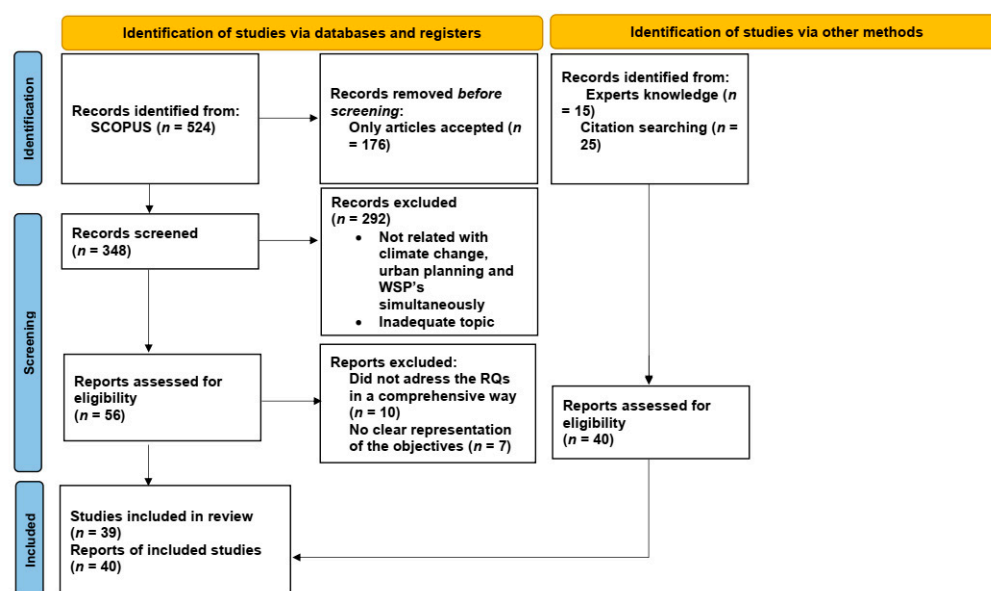 Identification of studies via databases and registers
Identification of studies via other methods
Identification
Records identified from:
SCOPUS (n = 524)
Records removed before
screening:
Only articles accepted (n
= 176)
Records identified from:
Experts knowledge (n
= 15)
Citation searching (n =
25)
Screening
Records screened
(n = 348)
Records excluded
(n = 292)
• Not related with
climate change,
urban planning and
WSP's
simultaneously
• Inadequate topic
Reports assessed for
eligibility
(n = 56)
Reports excluded:
Did not adress the RQs
in a comprehensive way
(n = 10)
No clear representation
of the objectives (n = 7)
Reports assessed for
eligibility
(n = 40)
Included
Studies included in review
(n = 39)
Reports of included studies
(n = 40)